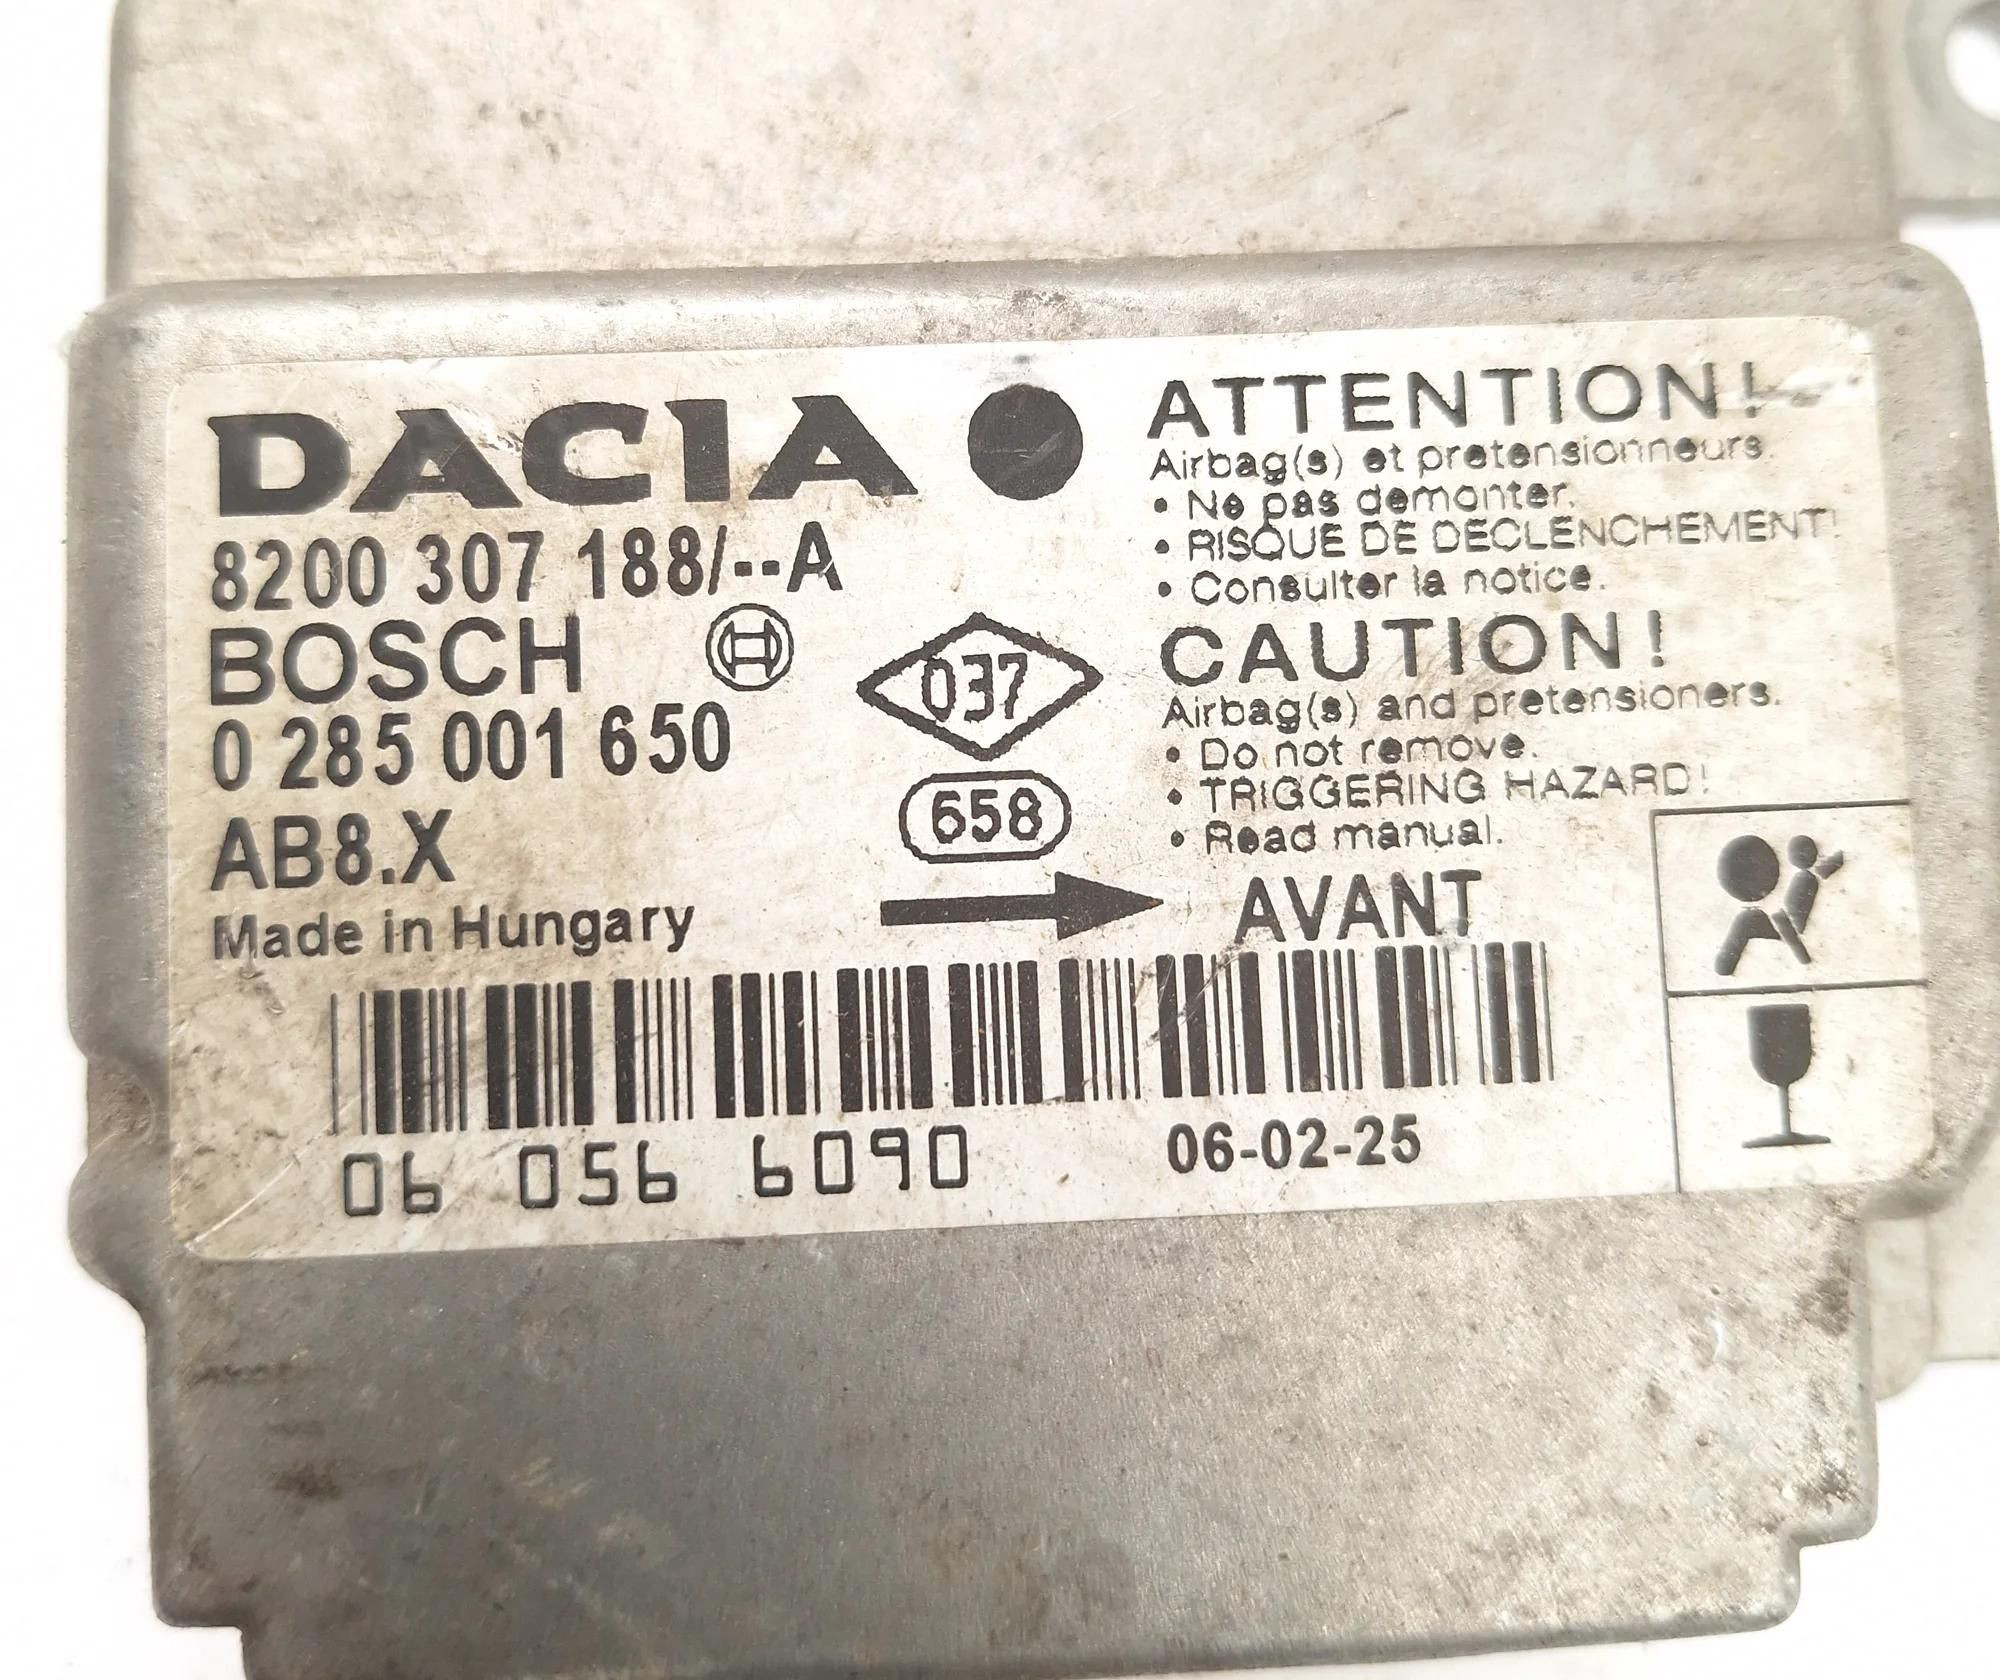 DACIA
8200 307 188/--A
BOSCH
0 285 001 650
AB8.X
Made in Hungary
037
658
ATTENTION!
Airbag(s) et pretensionneurs.
• Ne pas demonter.
• RISQUE DE DECLENCHEMENT!
• Consulter la notice.
CAUTION!
Airbag(s) and pretensioners.
• Do not remove.
• TRIGGERING HAZARD!
• Read manual.
AVANT
06 056 6090
06-02-25